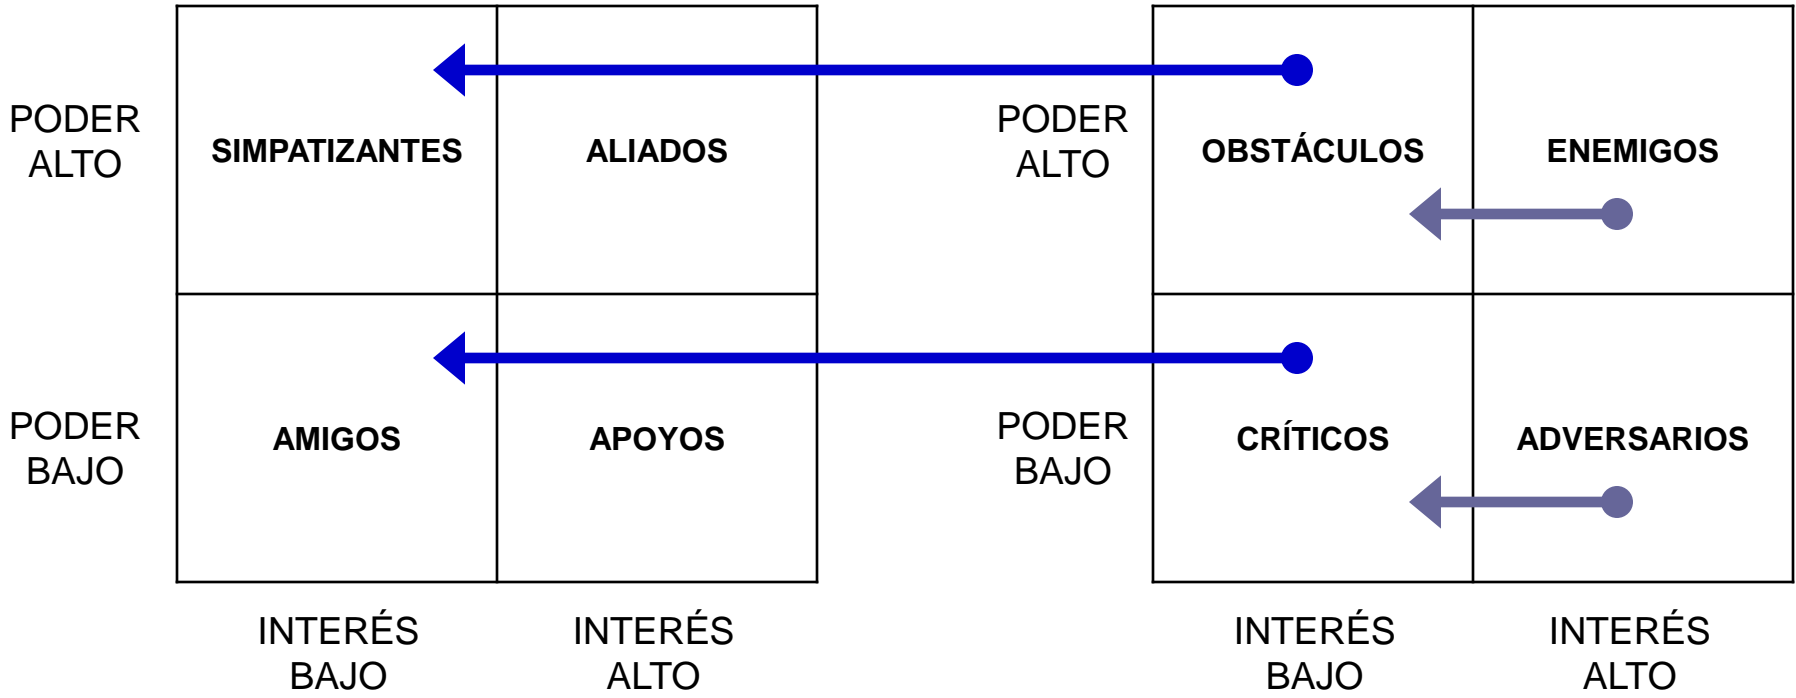 PODER
ALTO
SIMPATIZANTES
ALIADOS
PODER
ALTO
OBSTÁCULOS
ENEMIGOS
PODER
BAJO
AMIGOS
APOYOS
PODER
BAJO
CRÍTICOS
ADVERSARIOS
INTERÉS
BAJO
INTERÉS
ALTO
INTERÉS
BAJO
INTERÉS
ALTO